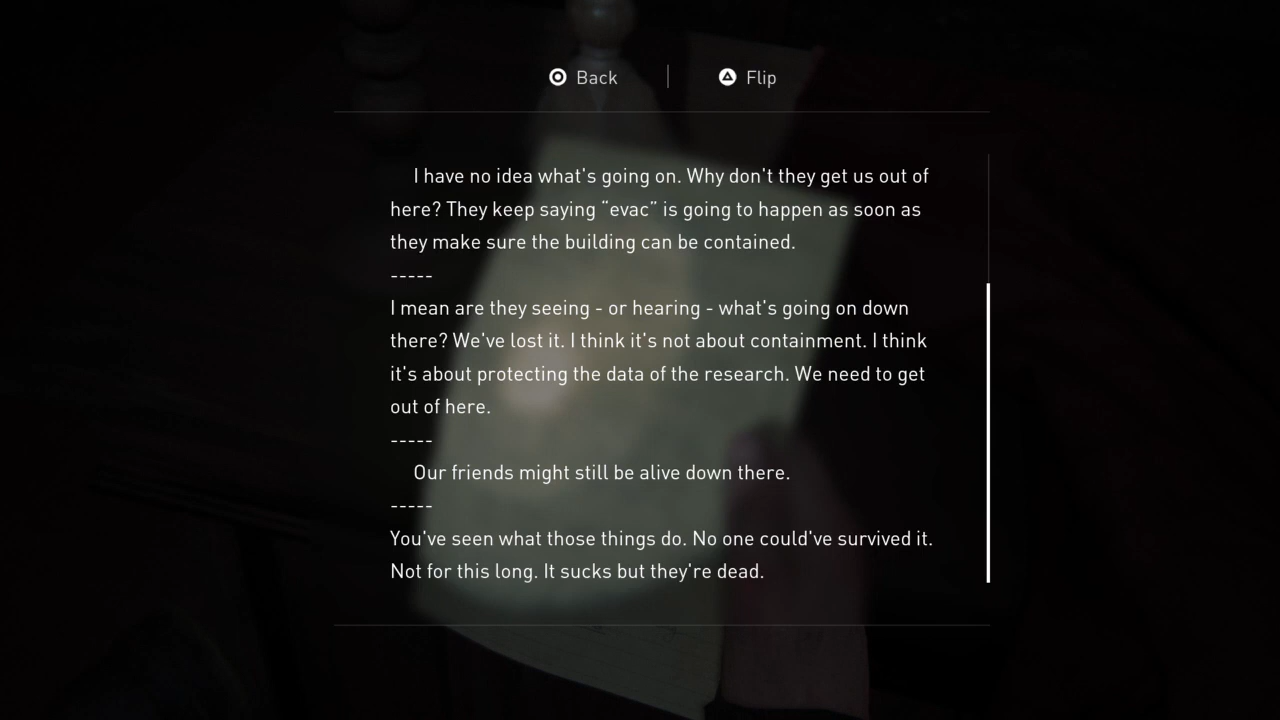 Back | Flip
I have no idea what's going on. Why don't they get us out of
here? They keep saying “evac” is going to happen as soon as
they make sure the building can be contained.
-----
I mean are they seeing - or hearing - what's going on down
there? We've lost it. I think it's not about containment. I think
it's about protecting the data of the research. We need to get
out of here.
-----
Our friends might still be alive down there.
-----
You've seen what those things do. No one could've survived it.
Not for this long. It sucks but they're dead.